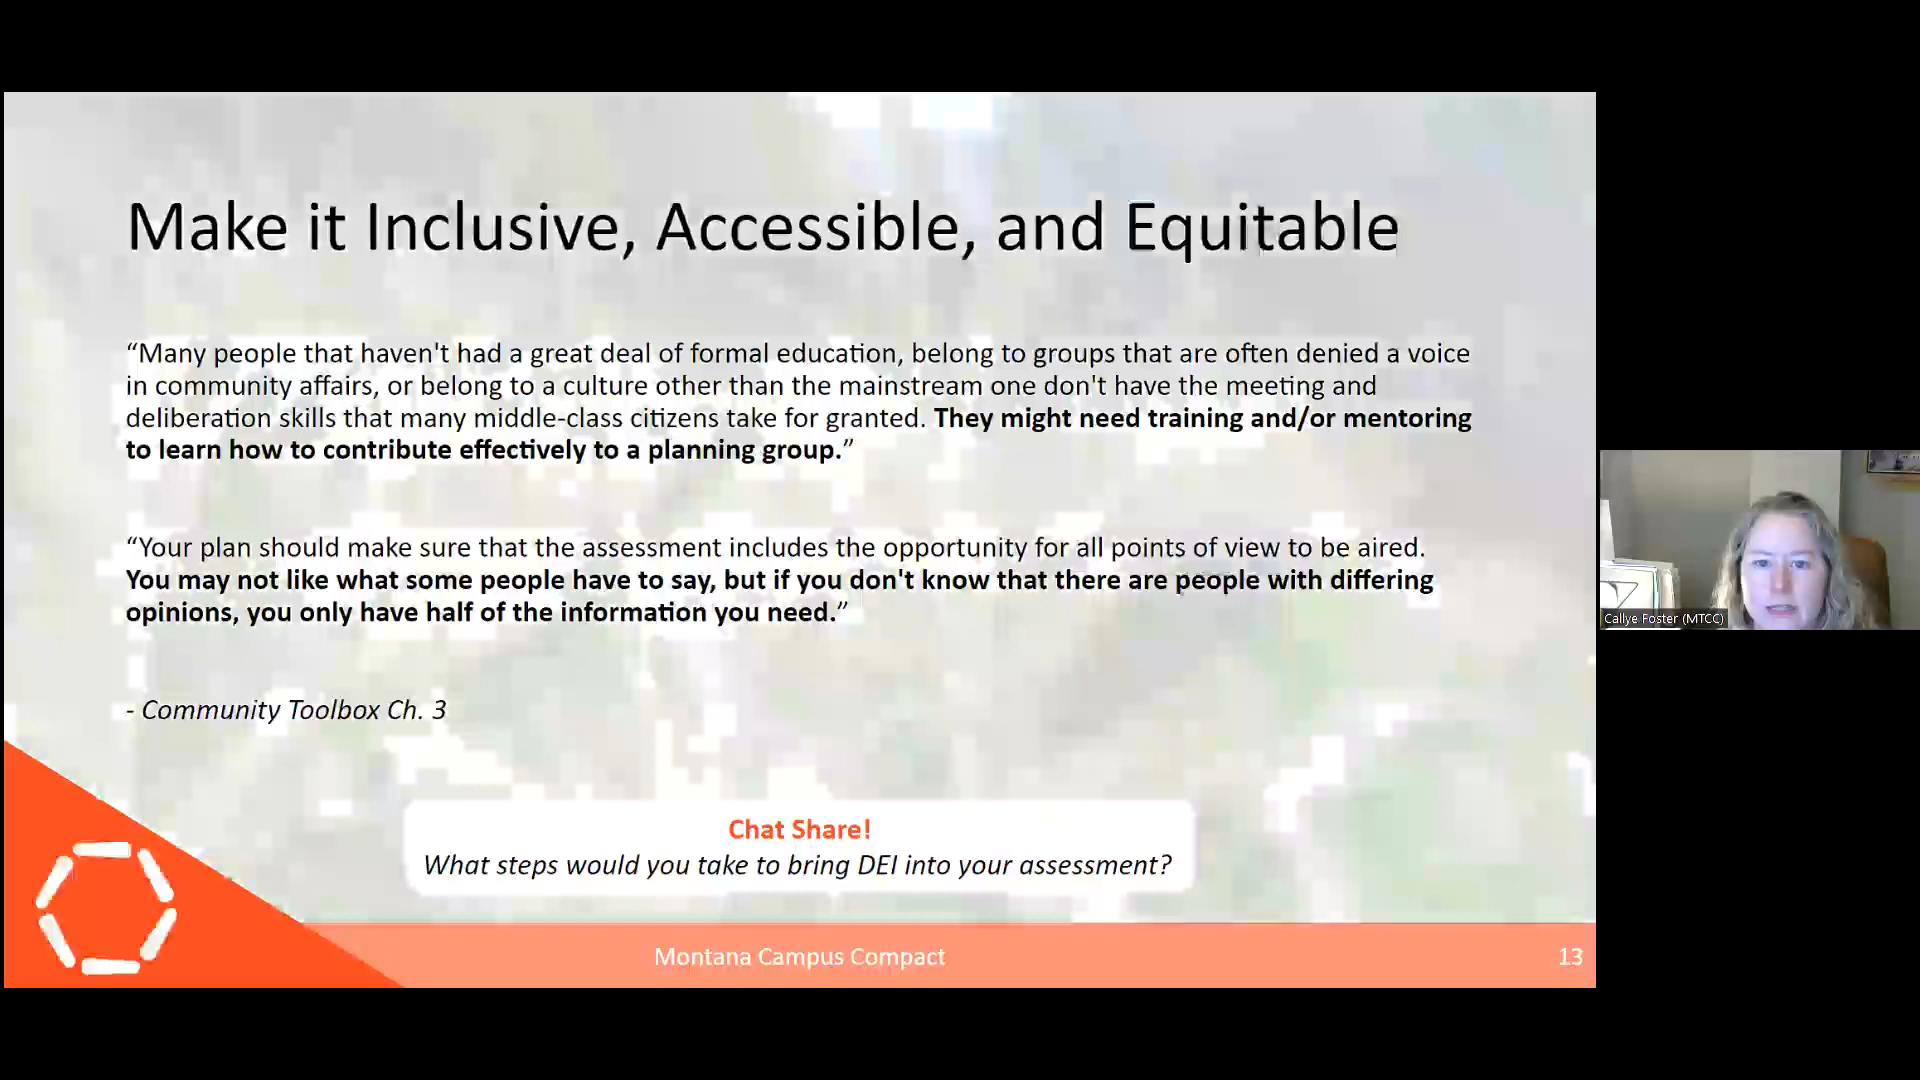 Make it Inclusive, Accessible, and Equitable
“Many people that haven't had a great deal of formal education, belong to groups that are often denied a voice
in community affairs, or belong to a culture other than the mainstream one don't have the meeting and
deliberation skills that many middle-class citizens take for granted. They might need training and/or mentoring
to learn how to contribute effectively to a planning group.”
“Your plan should make sure that the assessment includes the opportunity for all points of view to be aired.
You may not like what some people have to say, but if you don't know that there are people with differing
opinions, you only have half of the information you need.”
- Community Toolbox Ch. 3
Chat Share!
What steps would you take to bring DEI into your assessment?
Montana Campus Compact
13
Callye Foster (MTCC)